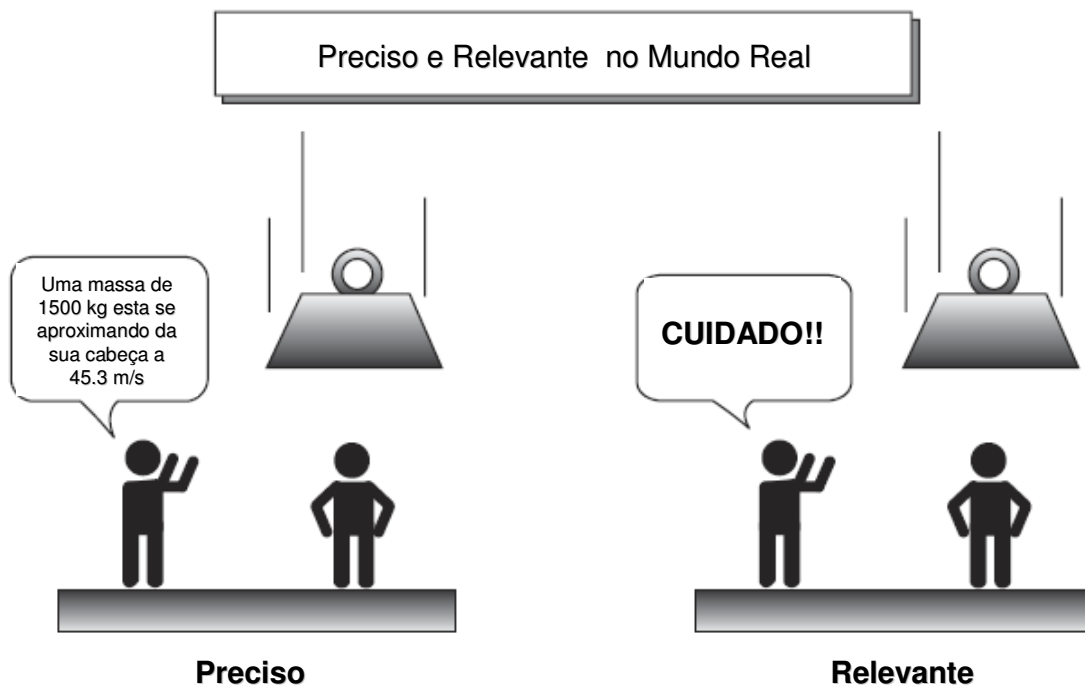 Preciso e Relevante no Mundo Real
Uma massa de
1500 kg esta se
aproximando da
sua cabeça a
45.3 m/s
CUIDADO!!
Preciso
Relevante